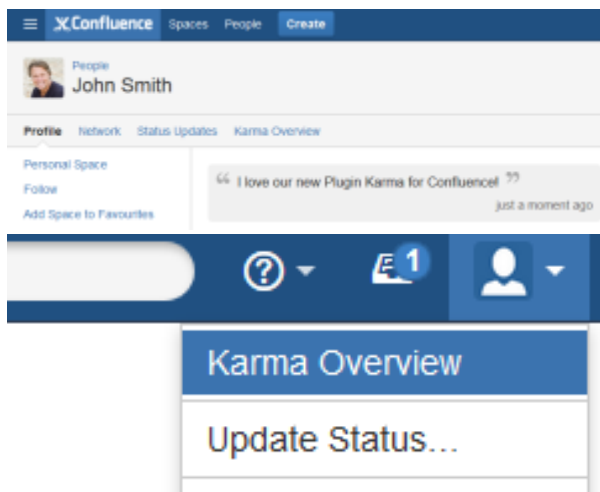 Confluence Spaces People Create
People
John Smith
Profile Network Status Updates Karma Overview
Personal Space
Follow
Add Space to Favourites
“ I love our new Plugin Karma for Confluence! ”
just a moment ago
? 1
Karma Overview
Update Status...